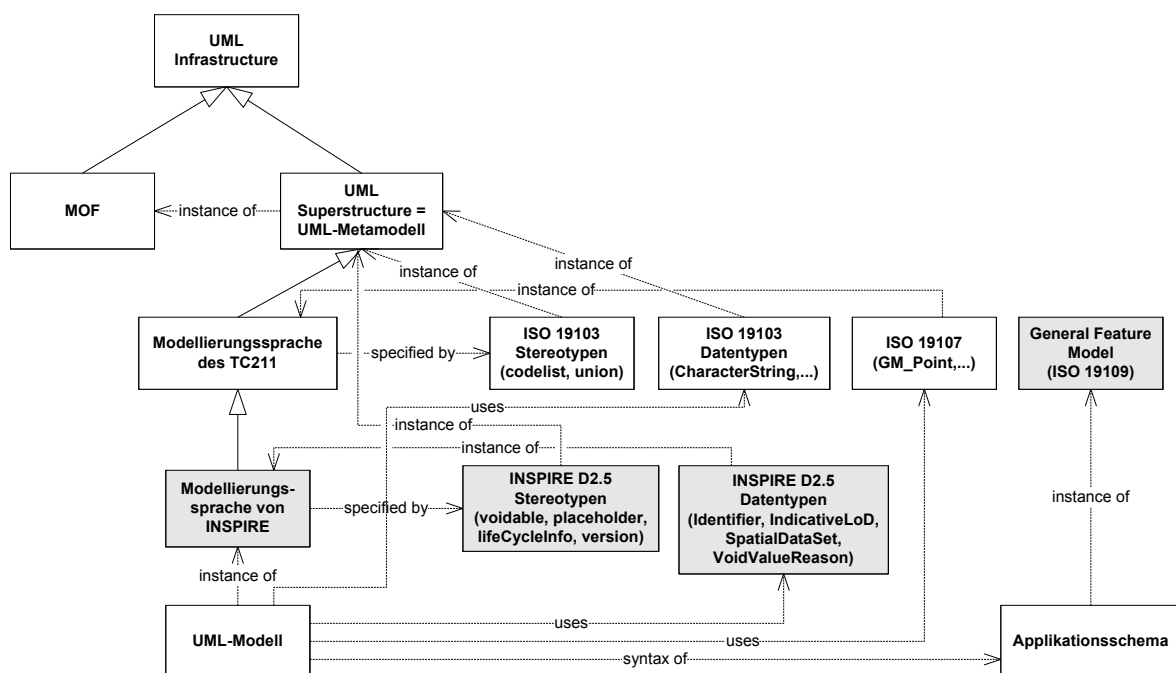 UML
Infrastructure
MOF
instance of
UML
Superstructure =
UML-Metamodell
instance of
instance of
instance of
Modellierungssprache
des TC211
specified by
ISO 19103
Stereotypen
(codelist, union)
ISO 19103
Datentypen
(CharacterString,...)
ISO 19107
(GM_Point,...)
General Feature
Model
(ISO 19109)
uses
instance of
instance of
Modellierungs-
sprache von
INSPIRE
specified by
INSPIRE D2.5
Stereotypen
(voidable, placeholder,
lifeCycleInfo, version)
INSPIRE D2.5
Datentypen
(Identifier, IndicativeLoD,
SpatialDataSet,
VoidValueReason)
instance of
instance of
UML-Modell
uses
uses
syntax of
Applikationsschema